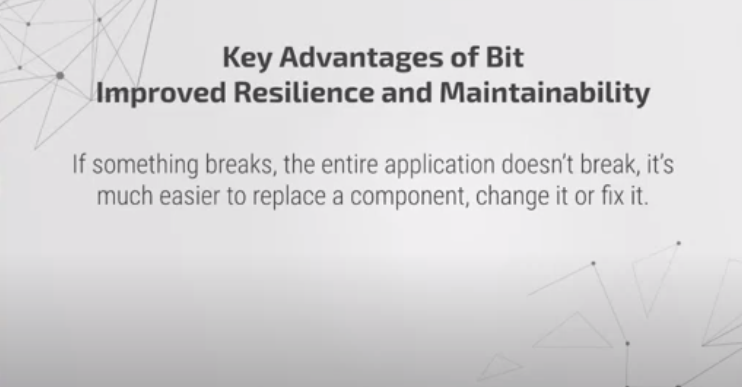 Key Advantages of Bit
Improved Resilience and Maintainability
If something breaks, the entire application doesn't break, it's
much easier to replace a component, change it or fix it.